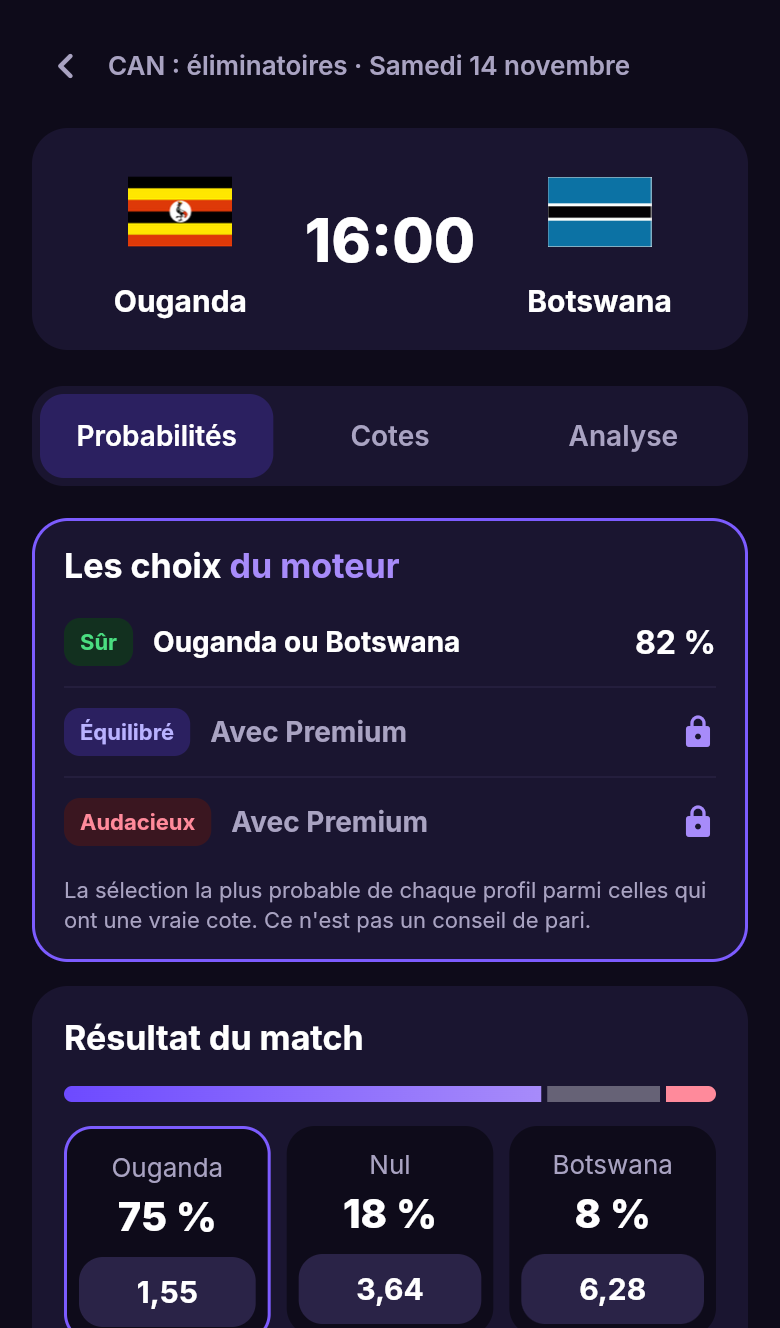 CAN : éliminatoires · Samedi 14 novembre
16:00
Ouganda
Botswana
Probabilités
Cotes
Analyse
Les choix du moteur
Sûr
Ouganda ou Botswana
82 %
Équilibré
Avec Premium
Audacieux
Avec Premium
La sélection la plus probable de chaque profil parmi celles qui
ont une vraie cote. Ce n'est pas un conseil de pari.
Résultat du match
Ouganda
75 %
1,55
Nul
18 %
3,64
Botswana
8 %
6,28